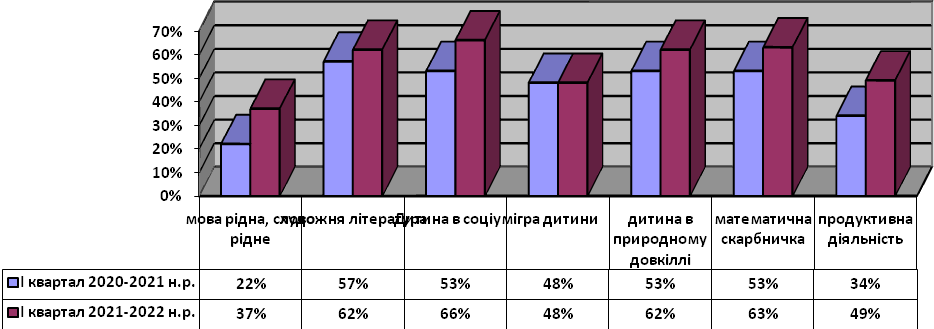 70%
60%
50%
40%
30%
20%
10%
0%
мова рідна, слово рідне
художня література
Дитина в соціумі
гра дитини
дитина в природному довкіллі
математична скарбничка
продуктивна діяльність
І квартал 2020-2021 н.р. 22% 57% 53% 48% 53% 53% 34%
І квартал 2021-2022 н.р. 37% 62% 66% 48% 62% 63% 49%